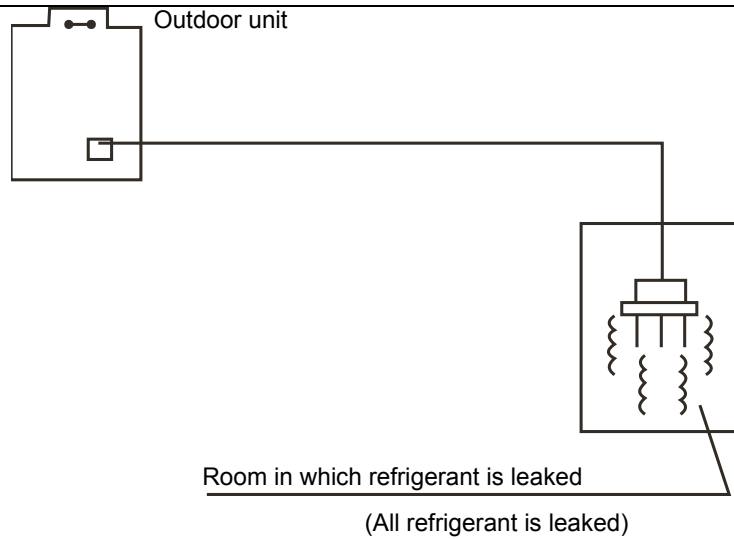 Outdoor unit
Room in which refrigerant is leaked
(All refrigerant is leaked)